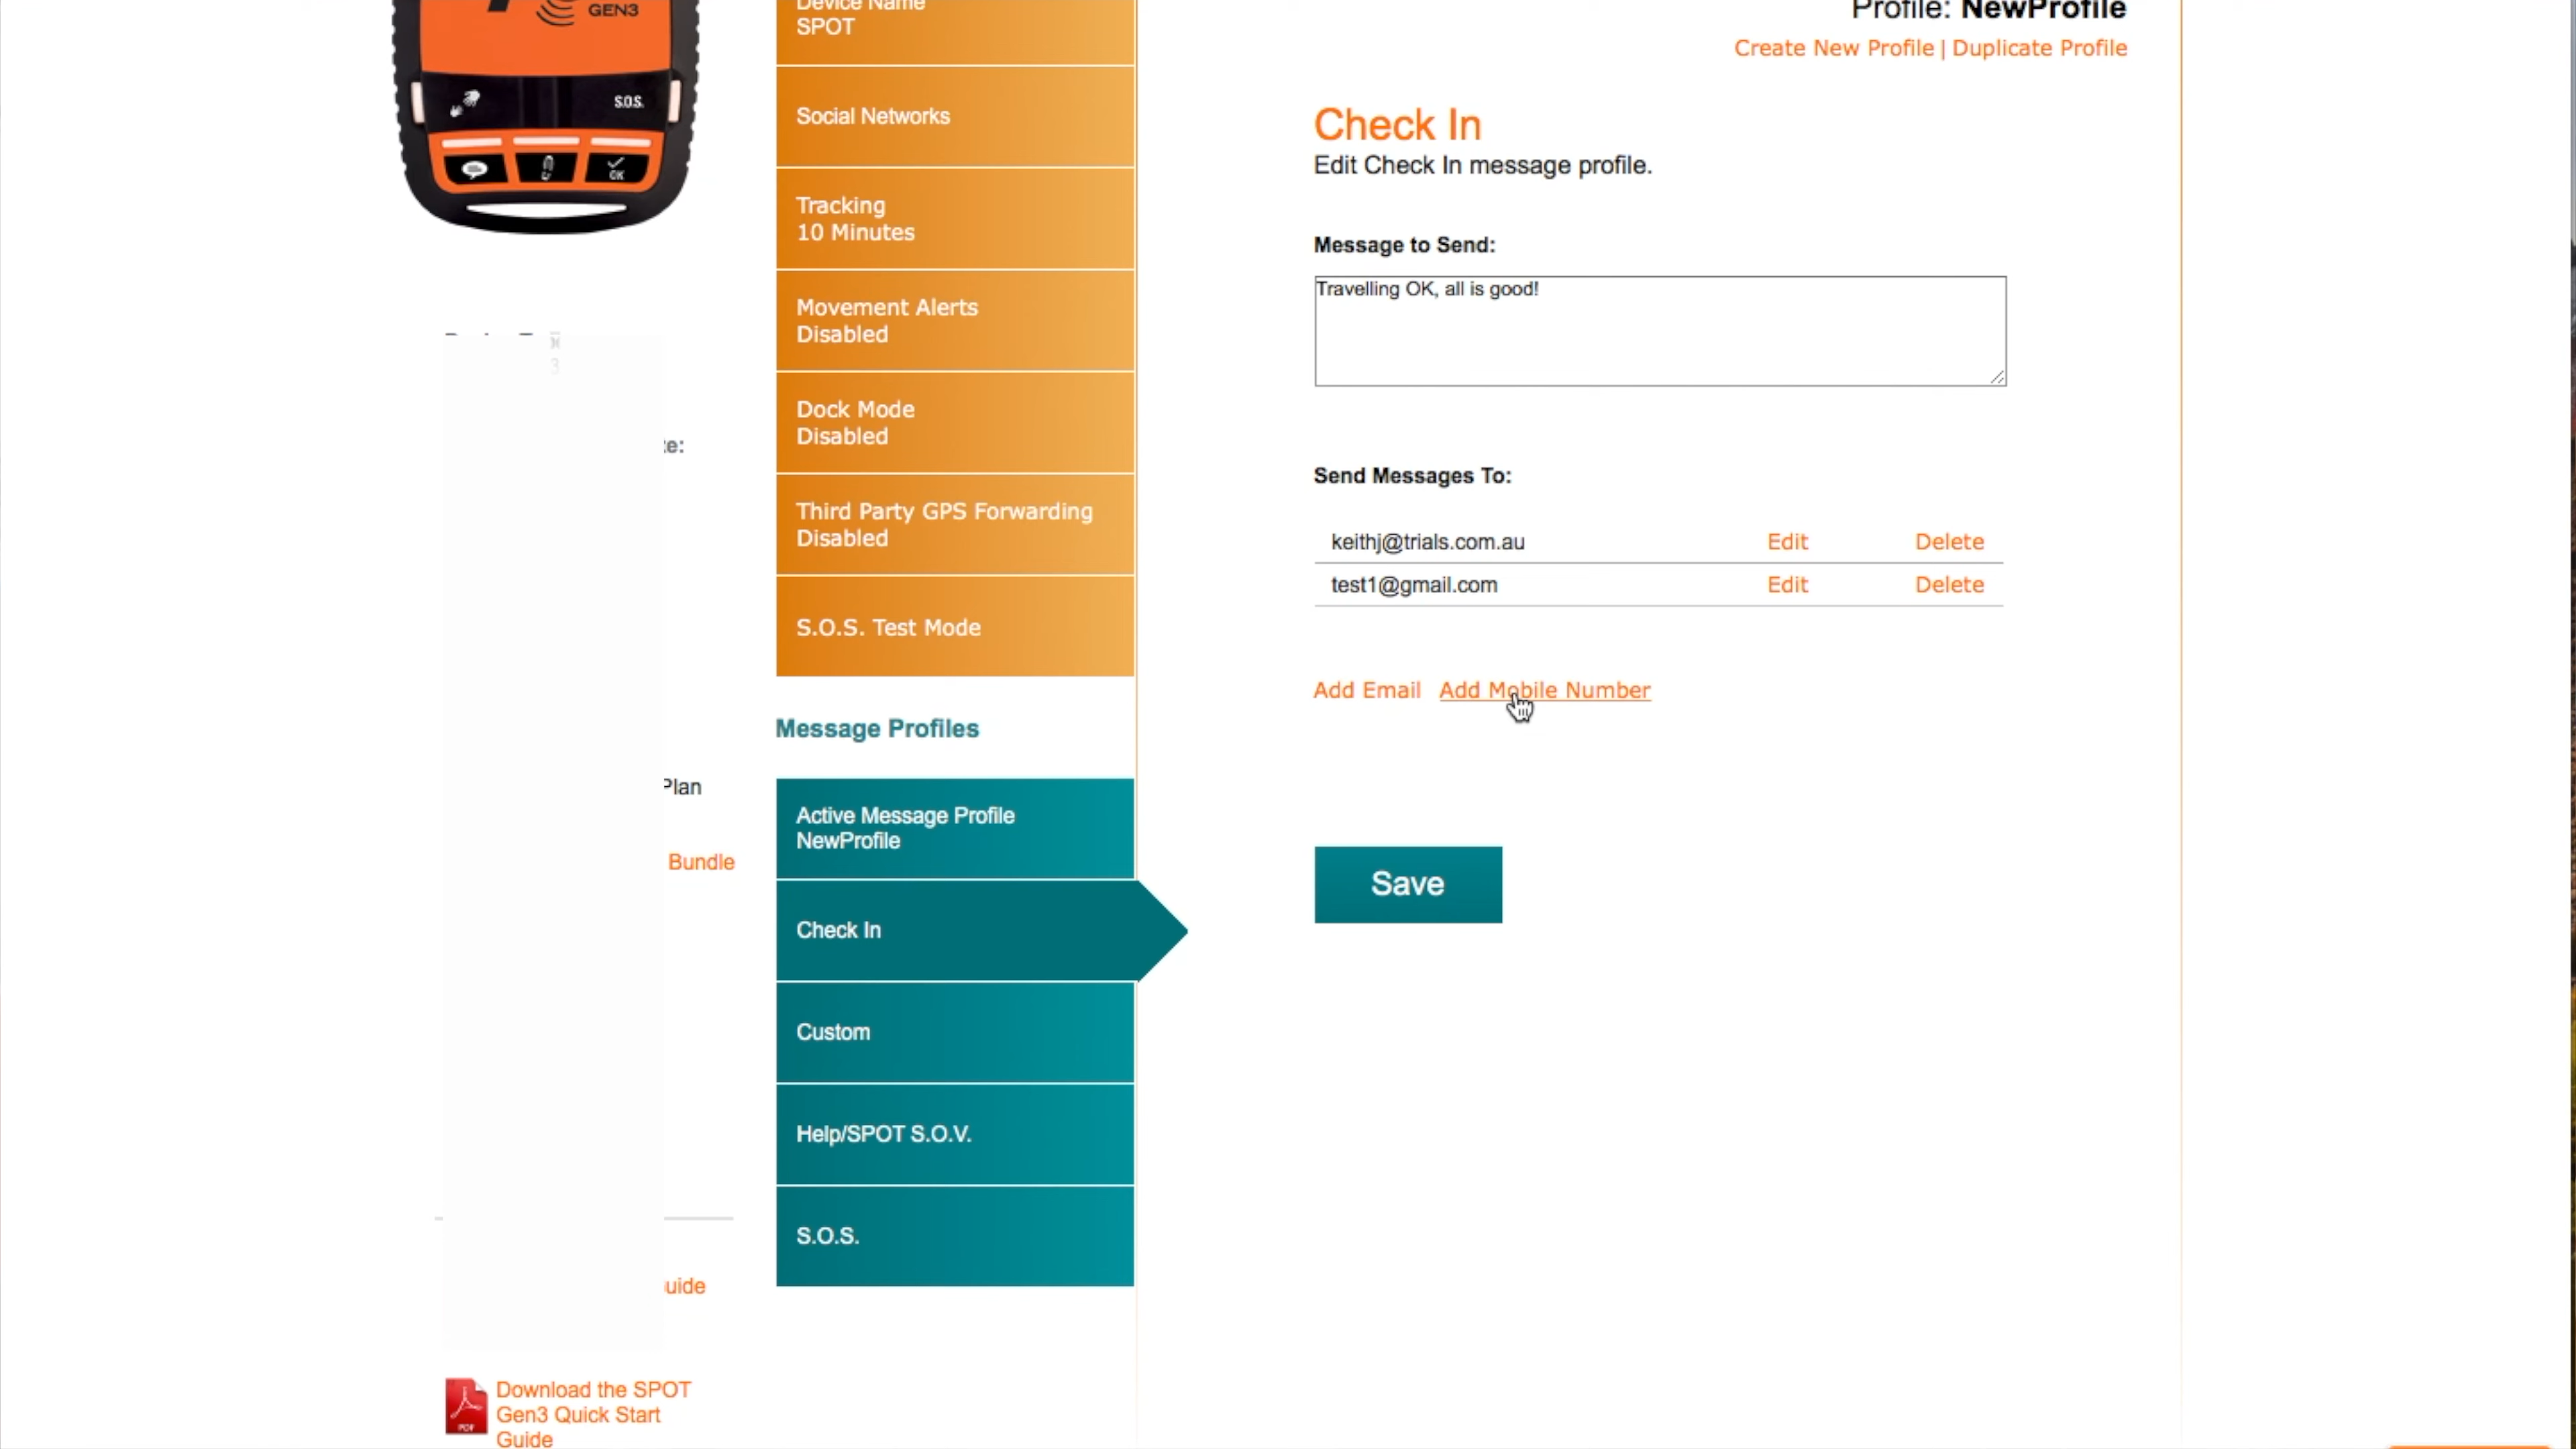 GEN3
S.O.S.
OK
te:
Plan
Bundle
uide
Download the SPOT
Gen3 Quick Start
Guide
Device Name
SPOT
Social Networks
Tracking
10 Minutes
Movement Alerts
Disabled
Dock Mode
Disabled
Third Party GPS Forwarding
Disabled
S.O.S. Test Mode
Message Profiles
Active Message Profile
NewProfile
Check In
Custom
Help/SPOT S.O.V.
S.O.S.
Profile: NewProfile
Create New Profile | Duplicate Profile
Check In
Edit Check In message profile.
Message to Send:
Travelling OK, all is good!
Send Messages To:
keithj@trials.com.au Edit Delete
test1@gmail.com Edit Delete
Add Email Add Mobile Number
Save